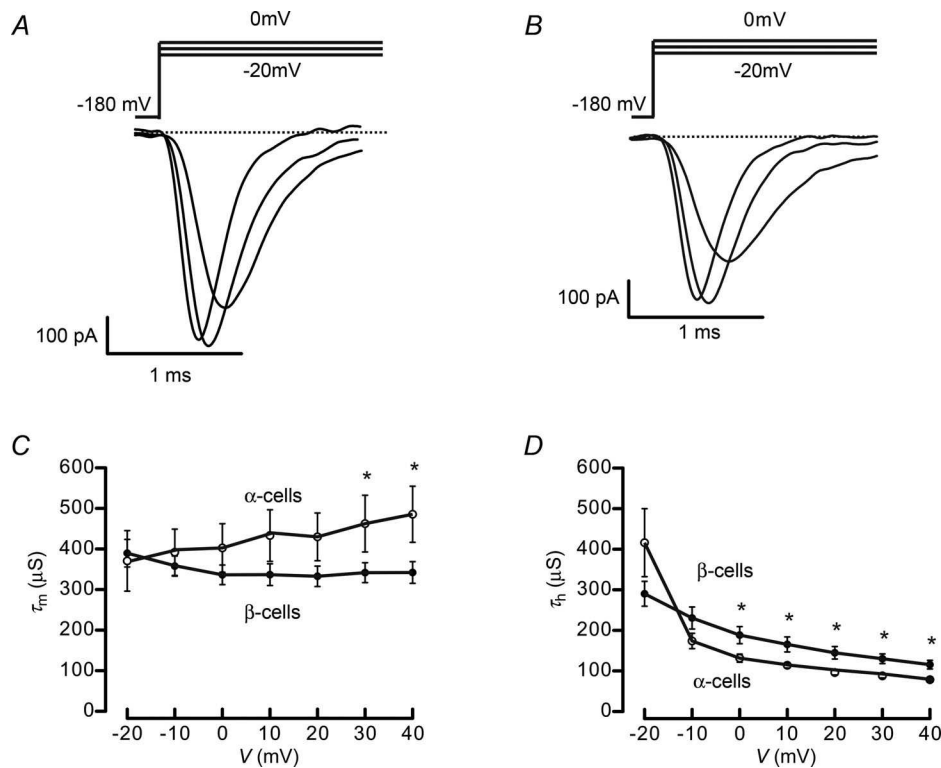 A
0mV
-20mV
-180 mV
100 pA
1 ms
B
0mV
-20mV
-180 mV
100 pA
1 ms
C
600
500
400
300
200
100
0
τm (μS)
α-cells
β-cells
* *
-20 -10 0 10 20 30 40
V (mV)
D
600
500
400
300
200
100
0
τh (μS)
β-cells
α-cells
* * * * *
-20 -10 0 10 20 30 40
V (mV)